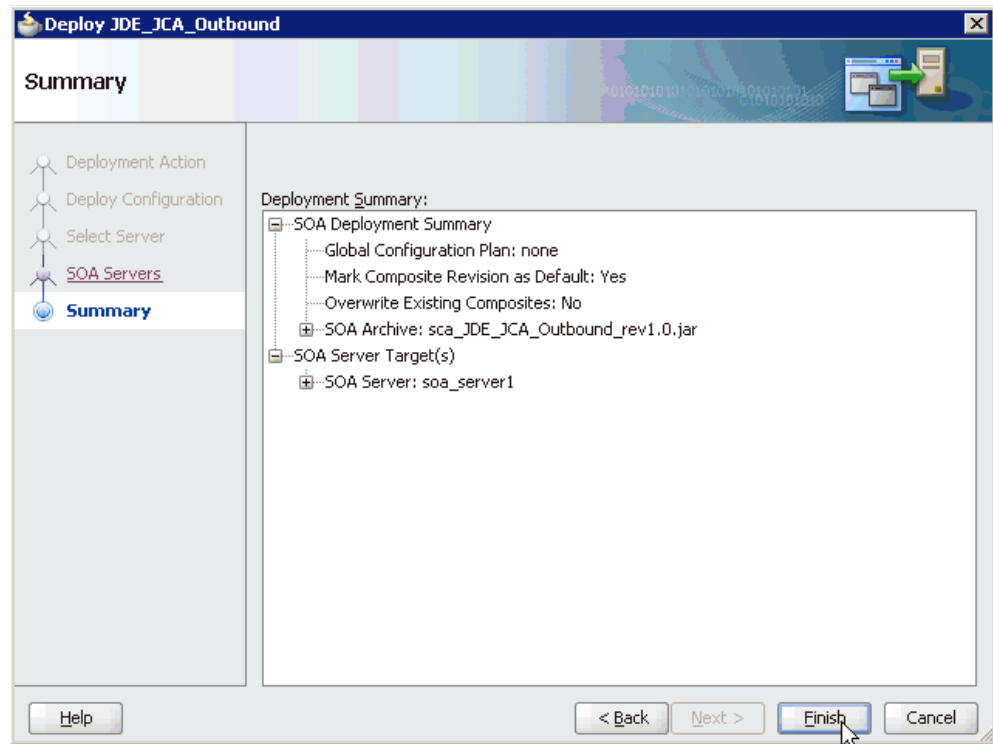 Deploy JDE_JCA_Outbound
Summary
Deployment Action
Deploy Configuration
Select Server
SOA Servers
Summary
Deployment Summary:
SOA Deployment Summary
Global Configuration Plan: none
Mark Composite Revision as Default: Yes
Overwrite Existing Composites: No
SOA Archive: sca_JDE_JCA_Outbound_rev1.0.jar
SOA Server Target(s)
SOA Server: soa_server1
Help
< Back
Next >
Finish
Cancel